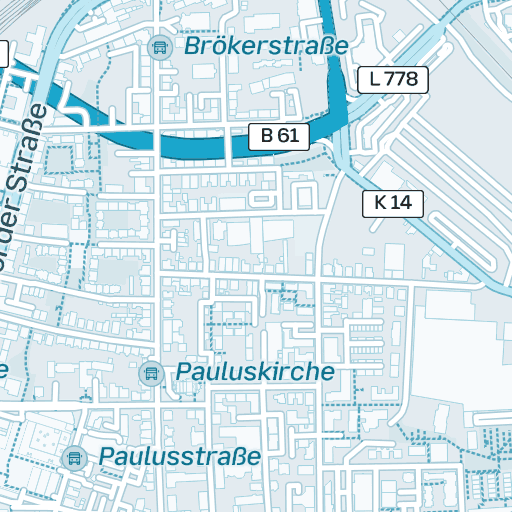 Brökerstraße
L 778
B 61
der Straße
K 14
Pauluskirche
Paulusstraße